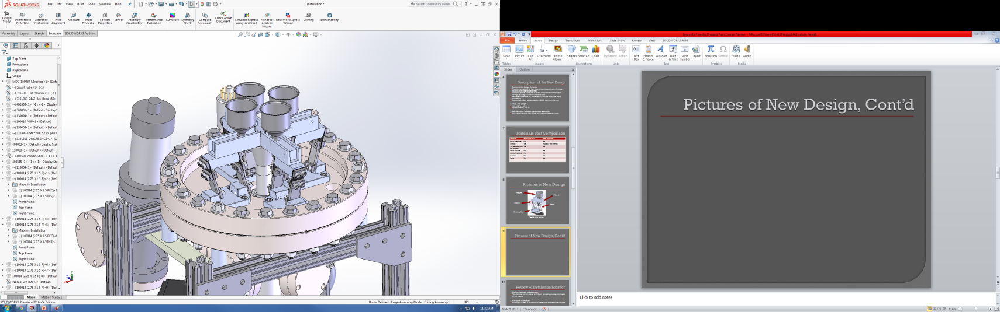 SOLIDWORKS
File Edit View Insert Tools Window Help
Installation *
Search Community Forum
Design Study
Interference Detection
Clearance Verification
Hole Alignment
Measure
Mass Properties
Section Properties
Sensor
Assembly Visualization
Performance Evaluation
Curvature
Symmetry Check
Compare Documents
Check Active Document
SimulationXpress Analysis Wizard
FloXpress Analysis Wizard
DriveWorksXpress Wizard
Costing
Sustainability
Assembly Layout Sketch Evaluate SOLIDWORKS Add-Ins
Top Plane
Front plane
Right Plane
Origin
MDC-150037 Modified<1> (Defa
(-) Spool Tube<1> (-1)
(-) 316 .313 Flat Washer<1> (-1)
(-) 316 .313-24x2 Hex Head<50>
(-) 406502<1> (-1<<-1>_Display
(-) 303001<1> (Default<Display S
(-) 130094<1> (Default<<Default
(-) 100010 AGP<1> (Default)
(-) 130003<1> (Default<<Default
(-) 316 #8-32x0.5 SHCS<2> (9218
(-) 316 .313-24x0.75 SHCS<1> (92
404002<1> (Default<Display Stat
110008<1> (Default<<Default>_
(-) 402501-modified<1> (-1<<-1
404545<1> (-1<<-1>_Display Sta
(-) 110004<1> (Default<<Default
(-) 100014 (2.75 X 1.5 R)<1> (Def
(-) 100014 (2.75 X 1.5 R)<2> (Def
Mates in Installation
(-) 100014 (2.75 X 1.5 REC)<1
(-) 100014 (2.75 X 1.5 INS)<1
Front Plane
Top Plane
Right Plane
(-) 100014 (2.75 X 1.5 R)<4> (Def
(-) 100014 (2.75 X 1.5 R)<5> (Def
Mates in Installation
(-) 100014 (2.75 X 1.5 REC)<1
(-) 100014 (2.75 X 1.5 INS)<1
Front Plane
Top Plane
Right Plane
(-) 100014 (2.75 X 1.5 R)<6> (Def
(-) 100014 (2.75 X 1.5 R)<7> (Def
100014 (2.75 X 1.5 R)<8> (Default
NorCal-ZV_800<1> (Default)
(-) 100014 (2.75 X 1.5 R)<9> (Def
Model Motion Study 1
SOLIDWORKS Premium 2016 x64 Edition
Under Defined Large Assembly Mode Editing Assembly IPS
11:32 AM
Impurity Powder Dropper Post Design Review - Microsoft PowerPoint (Product Activation Failed)
File Home Insert Design Transitions Animations Slide Show Review View SOLIDWORKS PDM
Table
Picture
Clip Art
Screenshot
Photo Album
Shapes
SmartArt
Chart
Hyperlink
Action
Text Box
Header & Footer
WordArt
Date & Time
Slide Number
Object
Equation
Symbol
Video
Audio
Tables Images Illustrations Links Text Symbols Media
Slides Outline
6
Description of the New Design
7
Materials Test Comparison
8
Pictures of New Design
9
Pictures of New Design, Cont'd
10
Review of Installation Location
Pictures of New Design, Cont'd
Click to add notes
Slide 9 of 17 "Foundry" 116%